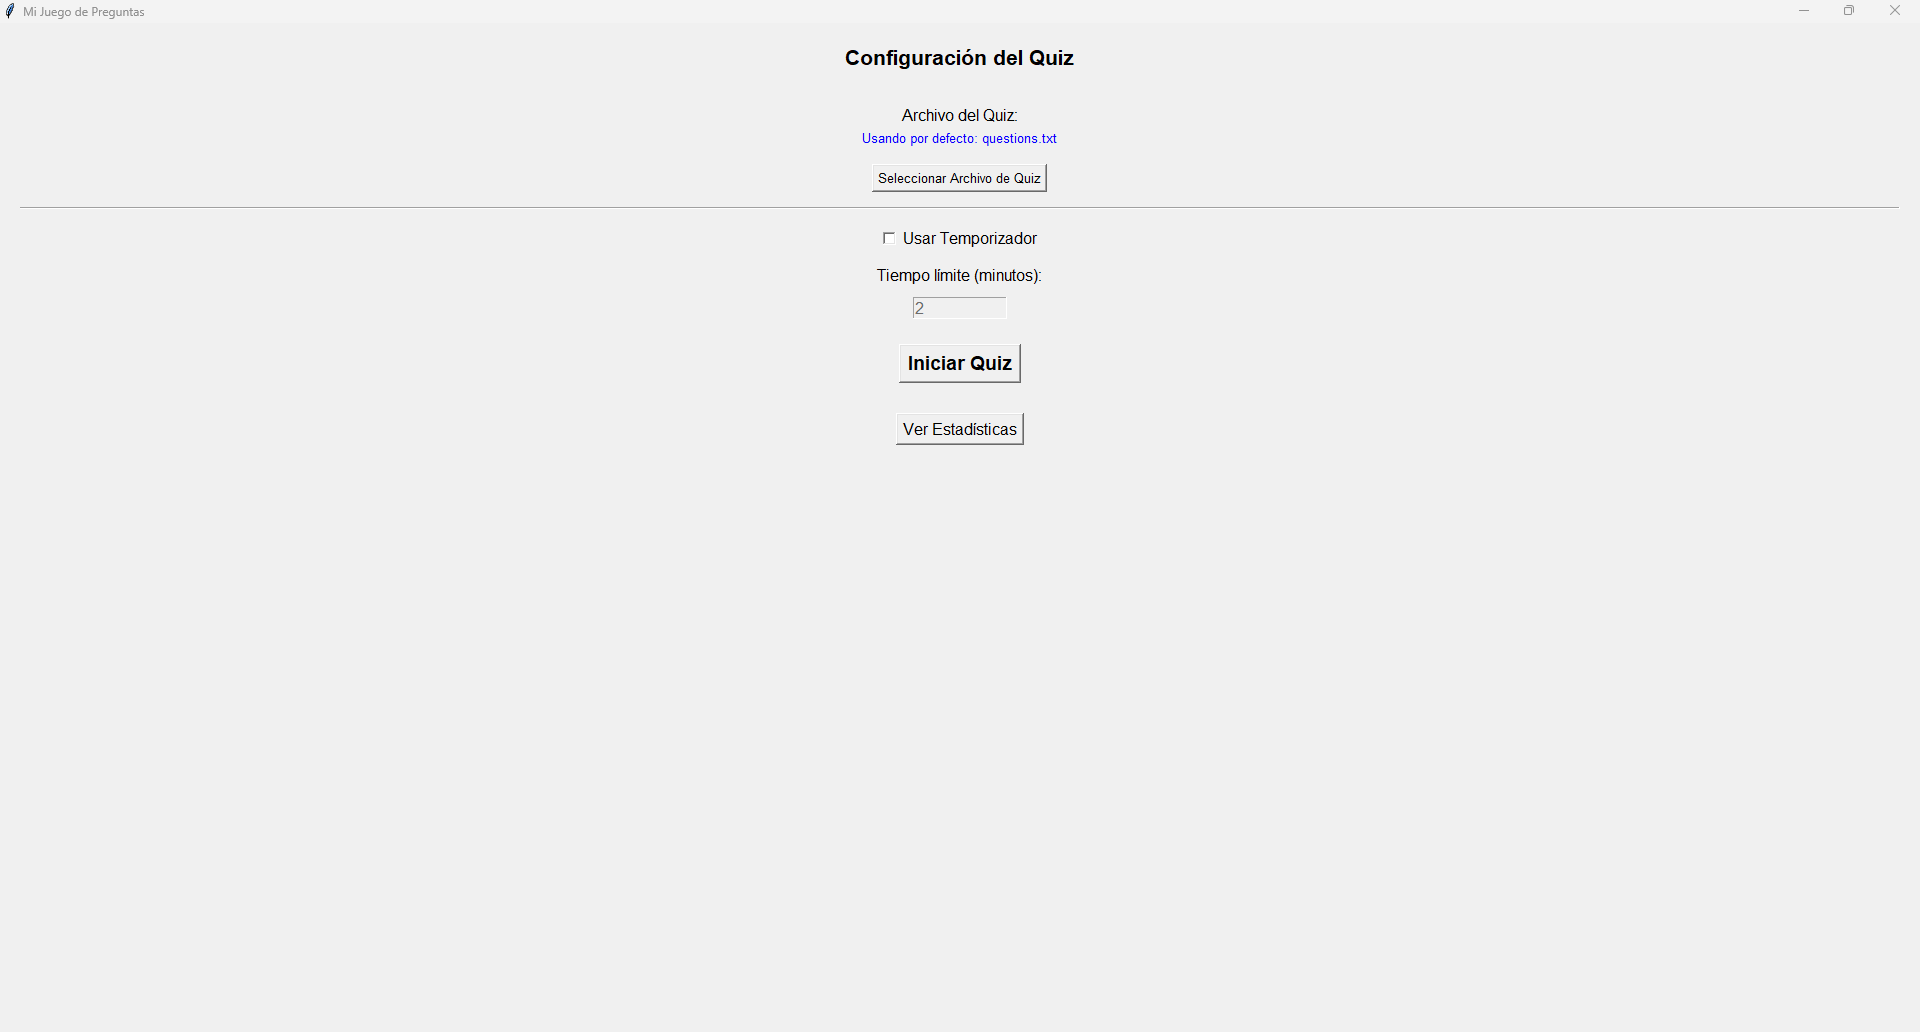 Mi Juego de Preguntas
Configuración del Quiz
Archivo del Quiz:
Usando por defecto: questions.txt
Seleccionar Archivo de Quiz
Usar Temporizador
Tiempo límite (minutos):
2
Iniciar Quiz
Ver Estadísticas